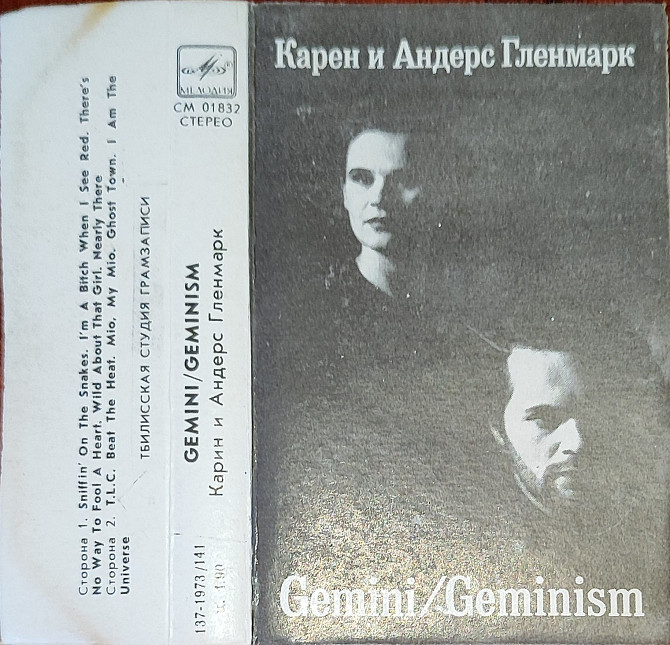 Карен и Андерс Гленмарк
Gemini/Geminism
МЕЛОДИЯ
СМ 01832
СТЕРЕО
GEMINI/GEMINISM
Карин и Андерс Гленмарк
137-1973/141
1.90
ТБИЛИССКАЯ СТУДИЯ ГРАМЗАПИСИ
Сторона 1. Sniffin' On The Snakes. I'm A Bitch When I See Red. There's
No Way To Fool A Heart. Wild About That Girl. Nearly There
Сторона 2. T.L.C. Beat The Heat. Mio, My Mio. Ghost Town. I Am The
Universe